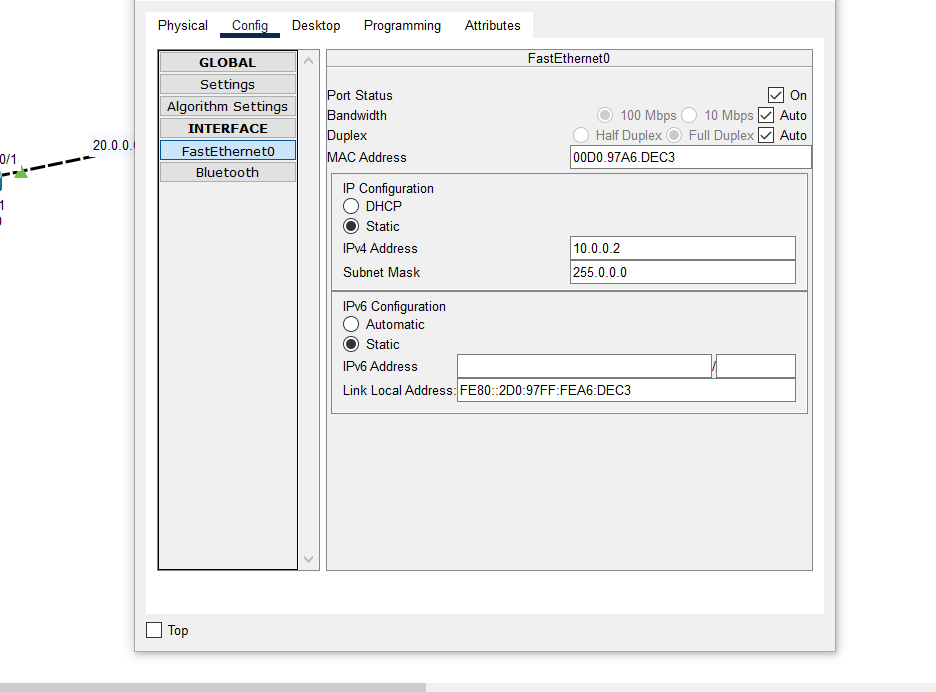 Physical Config Desktop Programming Attributes
GLOBAL
Settings
Algorithm Settings
INTERFACE
FastEthernet0
Bluetooth
FastEthernet0
Port Status On
Bandwidth 100 Mbps 10 Mbps Auto
Duplex Half Duplex Full Duplex Auto
MAC Address 00D0.97A6.DEC3
IP Configuration
DHCP
Static
IPv4 Address 10.0.0.2
Subnet Mask 255.0.0.0
IPv6 Configuration
Automatic
Static
IPv6 Address /
Link Local Address: FE80::2D0:97FF:FEA6:DEC3
Top
20.0.0.
0/1
1